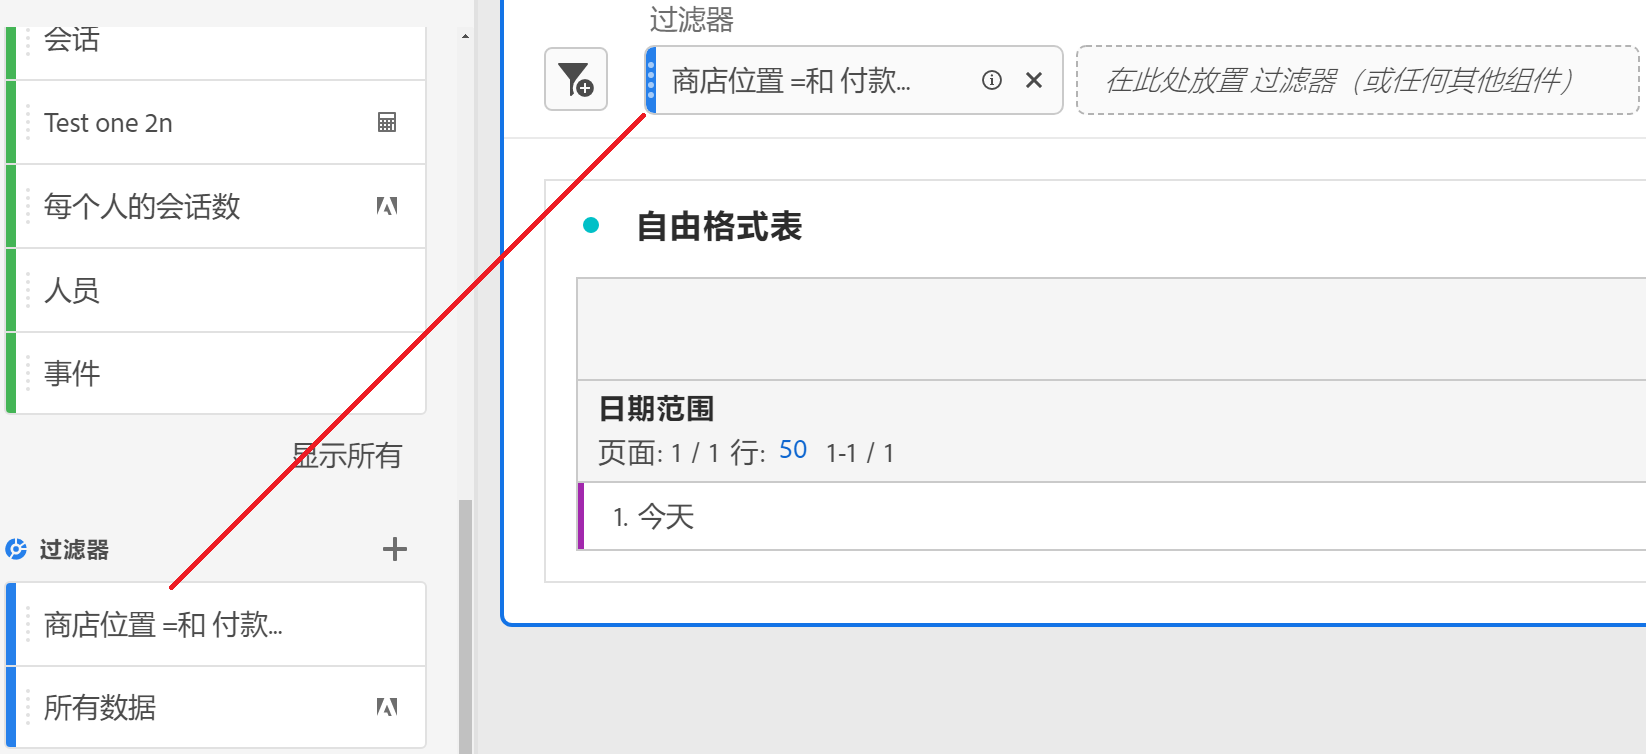 会话
Test one 2n
每个人的会话数
人员
事件
显示所有
过滤器
商店位置 =和 付款...
所有数据
过滤器
商店位置 =和 付款...
在此处放置 过滤器（或任何其他组件）
自由格式表
日期范围
页面: 1 / 1 行: 50 1-1 / 1
1. 今天